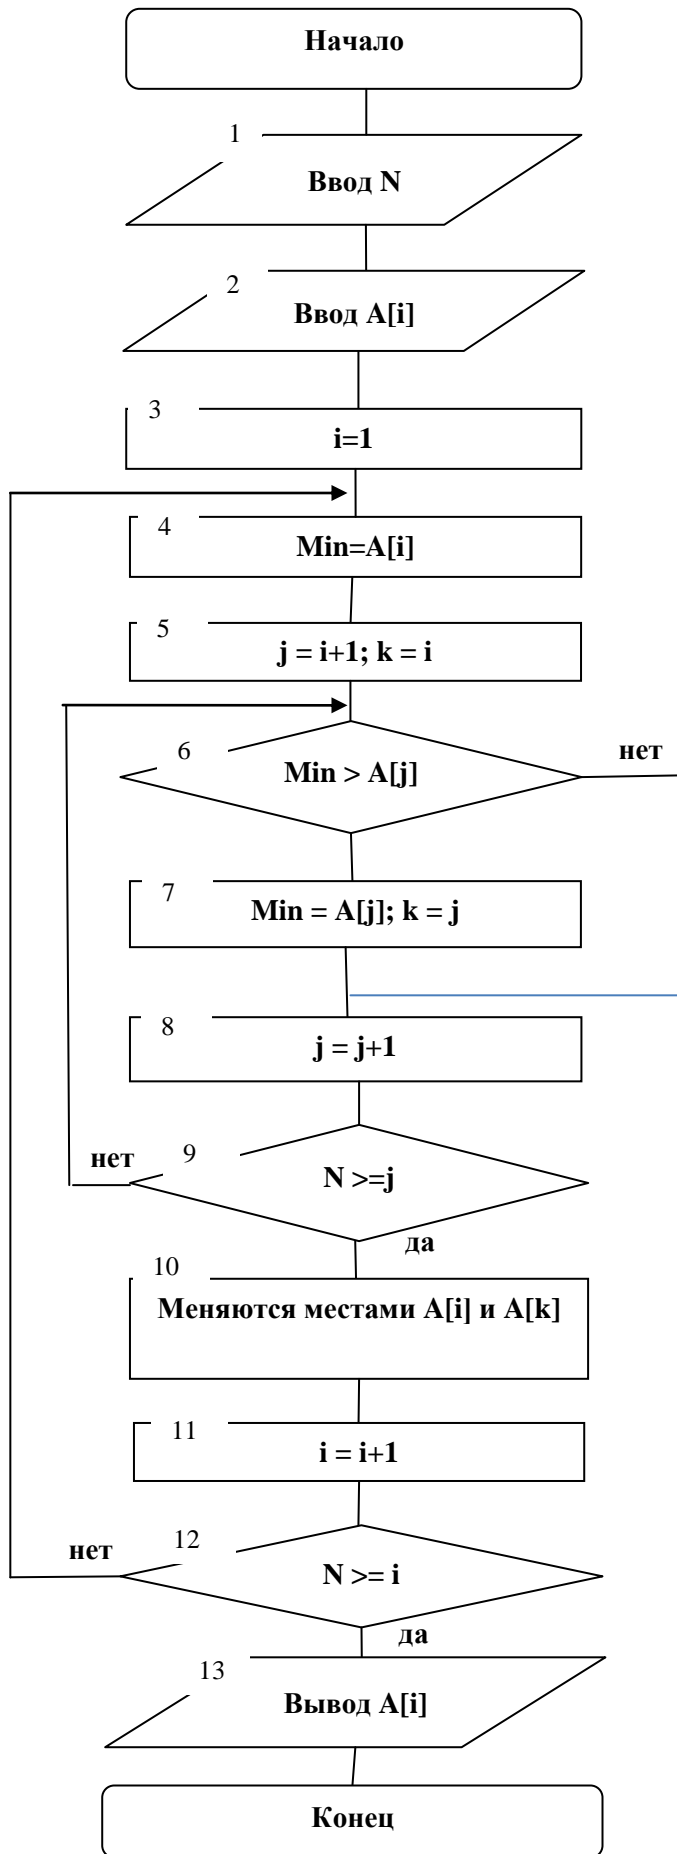 Начало
1
Ввод N
2
Ввод A[i]
3
i=1
4
Min=A[i]
5
j = i+1; k = i
6
Min > A[j]
нет
7
Min = A[j]; k = j
8
j = j+1
9
нет
N >=j
да
10
Меняются местами A[i] и A[k]
11
i = i+1
12
нет
N >= i
да
13
Вывод A[i]
Конец